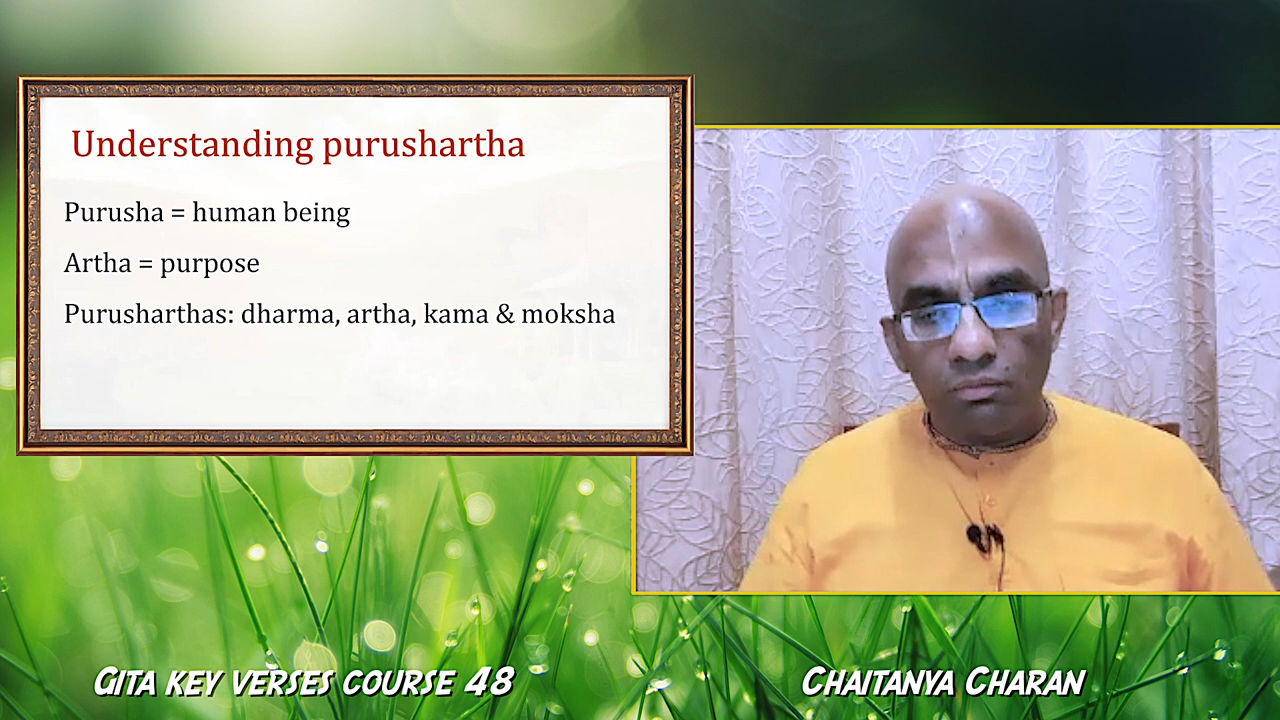 Understanding purushartha
Purusha = human being
Artha = purpose
Purusharthas: dharma, artha, kama & moksha
GITA KEY VERSES COURSE 48
CHAITANYA CHARAN